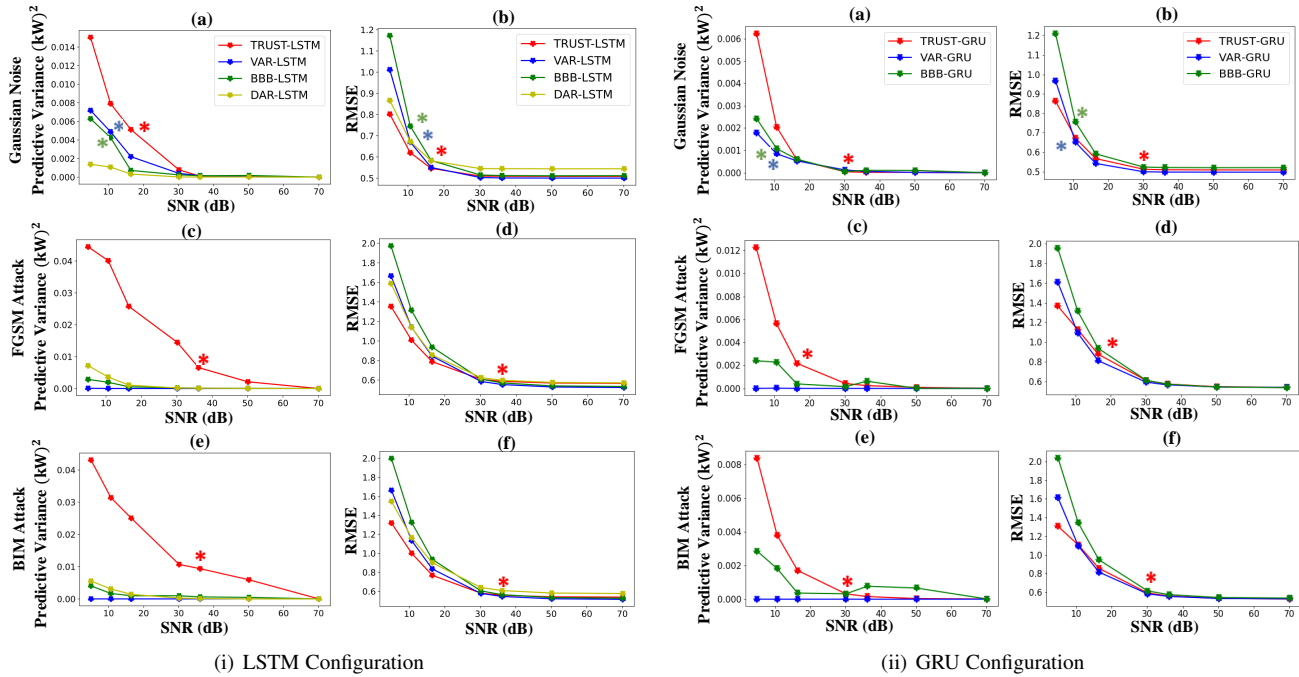 (a)
Gaussian Noise
Predictive Variance (kW)²
0.014
0.012
0.010
0.008
0.006
0.004
0.002
0.000
TRUST-LSTM
VAR-LSTM
BBB-LSTM
DAR-LSTM
*
*
*
10 20 30 40 50 60 70
SNR (dB)
(b)
RMSE
1.2
1.1
1.0
0.9
0.8
0.7
0.6
0.5
TRUST-LSTM
VAR-LSTM
BBB-LSTM
DAR-LSTM
*
*
*
10 20 30 40 50 60 70
SNR (dB)
(c)
FGSM Attack
Predictive Variance (kW)²
0.04
0.03
0.02
0.01
0.00
*
10 20 30 40 50 60 70
SNR (dB)
(d)
RMSE
2.0
1.8
1.6
1.4
1.2
1.0
0.8
0.6
*
10 20 30 40 50 60 70
SNR (dB)
(e)
BIM Attack
Predictive Variance (kW)²
0.04
0.03
0.02
0.01
0.00
*
10 20 30 40 50 60 70
SNR (dB)
(f)
RMSE
2.0
1.8
1.6
1.4
1.2
1.0
0.8
0.6
*
10 20 30 40 50 60 70
SNR (dB)
(i) LSTM Configuration
(a)
Gaussian Noise
Predictive Variance (kW)²
0.006
0.005
0.004
0.003
0.002
0.001
0.000
TRUST-GRU
VAR-GRU
BBB-GRU
*
*
*
10 20 30 40 50 60 70
SNR (dB)
(b)
RMSE
1.2
1.1
1.0
0.9
0.8
0.7
0.6
0.5
TRUST-GRU
VAR-GRU
BBB-GRU
*
*
*
10 20 30 40 50 60 70
SNR (dB)
(c)
FGSM Attack
Predictive Variance (kW)²
0.012
0.010
0.008
0.006
0.004
0.002
0.000
*
10 20 30 40 50 60 70
SNR (dB)
(d)
RMSE
2.0
1.8
1.6
1.4
1.2
1.0
0.8
0.6
*
10 20 30 40 50 60 70
SNR (dB)
(e)
BIM Attack
Predictive Variance (kW)²
0.008
0.006
0.004
0.002
0.000
*
10 20 30 40 50 60 70
SNR (dB)
(f)
RMSE
2.0
1.8
1.6
1.4
1.2
1.0
0.8
0.6
*
10 20 30 40 50 60 70
SNR (dB)
(ii) GRU Configuration